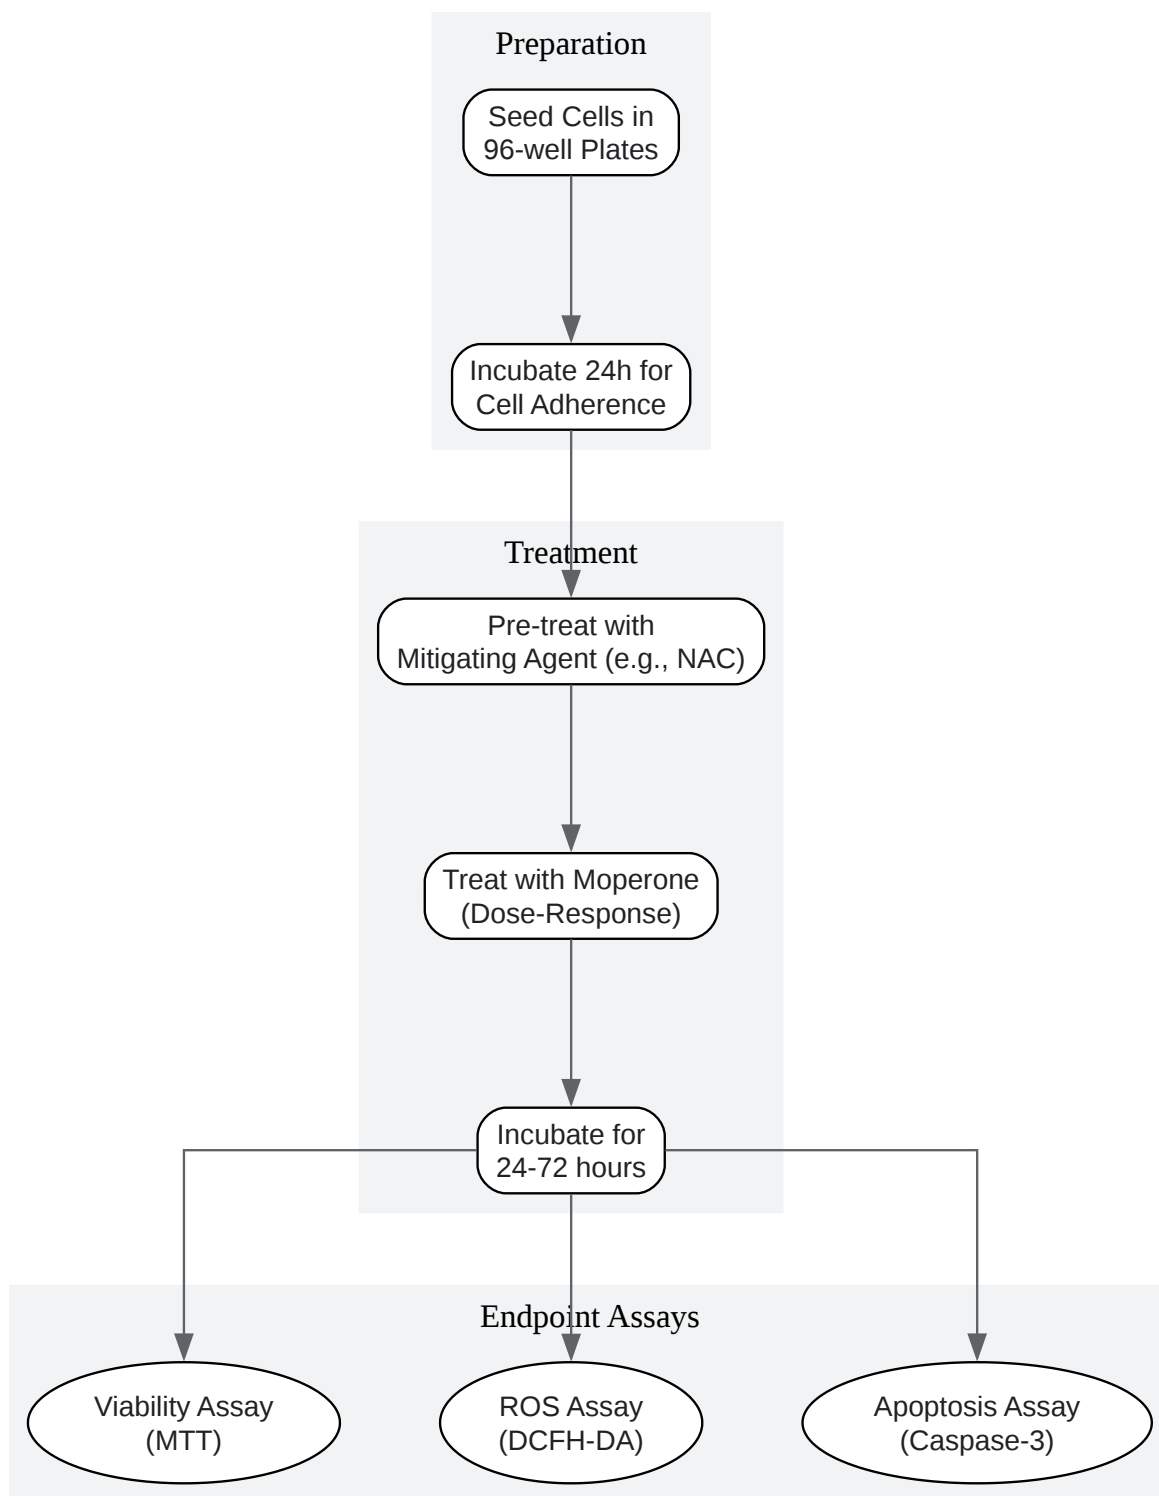 Preparation
Seed Cells in
96-well Plates
Incubate 24h for
Cell Adherence
Treatment
Pre-treat with
Mitigating Agent (e.g., NAC)
Treat with Moperone
(Dose-Response)
Incubate for
24-72 hours
Endpoint Assays
Viability Assay
(MTT)
ROS Assay
(DCFH-DA)
Apoptosis Assay
(Caspase-3)